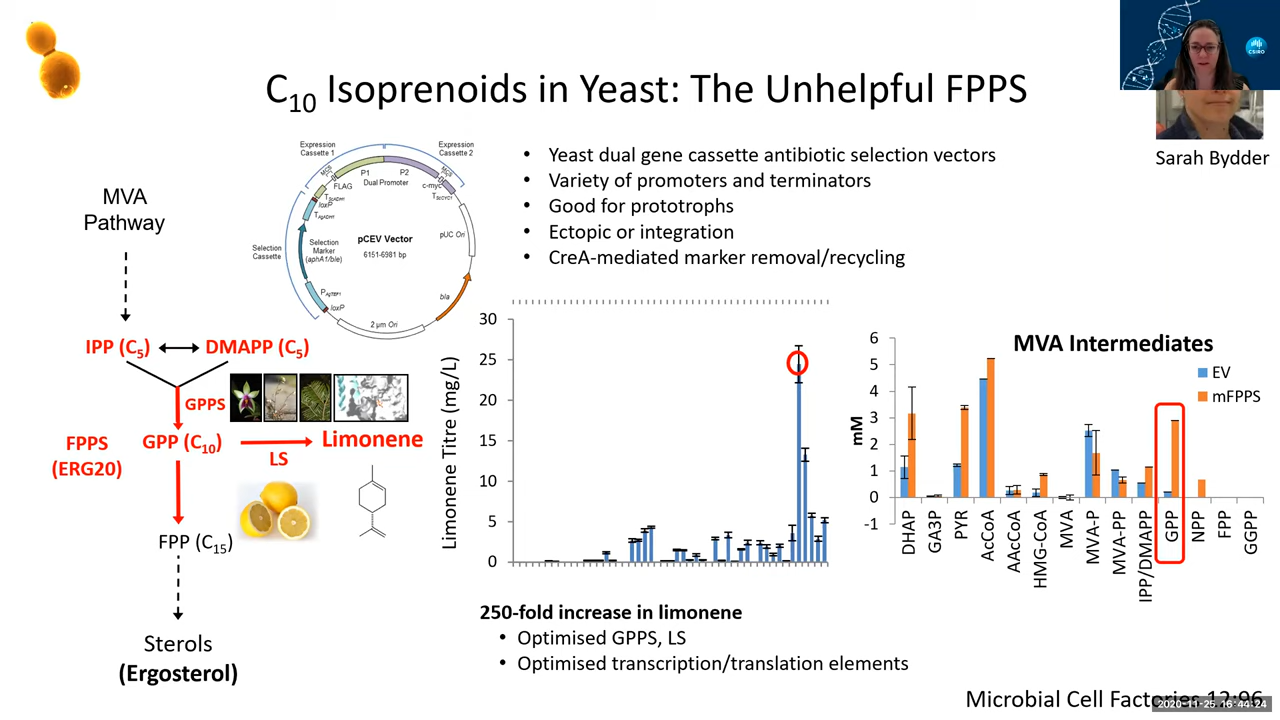 CSIRO
C10 Isoprenoids in Yeast: The Unhelpful FPPS
Sarah Bydder
Expression
Cassette 1
Expression
Cassette 2
MCS
P1
P2
MCS
FLAG
Dual Promoter
c-myc
TScADH1
TScCYC1
loxP
TAgADH1
Selection
Cassette
Selection
Marker
(aphA1/ble)
pCEV Vector
6151-6981 bp
pUC Ori
PAgTEF1
loxP
bla
2 µm Ori
• Yeast dual gene cassette antibiotic selection vectors
• Variety of promoters and terminators
• Good for prototrophs
• Ectopic or integration
• CreA-mediated marker removal/recycling
MVA
Pathway
IPP (C5)
DMAPP (C5)
GPPS
FPPS
(ERG20)
GPP (C10)
LS
Limonene
FPP (C15)
Sterols
(Ergosterol)
Limonene Titre (mg/L)
30
25
20
15
10
5
0
250-fold increase in limonene
• Optimised GPPS, LS
• Optimised transcription/translation elements
MVA Intermediates
EV
mFPPS
mM
6
5
4
3
2
1
0
-1
DHAP
GA3P
PYR
AcCoA
AAcCoA
HMG-CoA
MVA
MVA-P
MVA-PP
IPP/DMAPP
GPP
NPP
FPP
GGPP
Microbial Cell Factories 12:96
2020-11-25 16:44:24